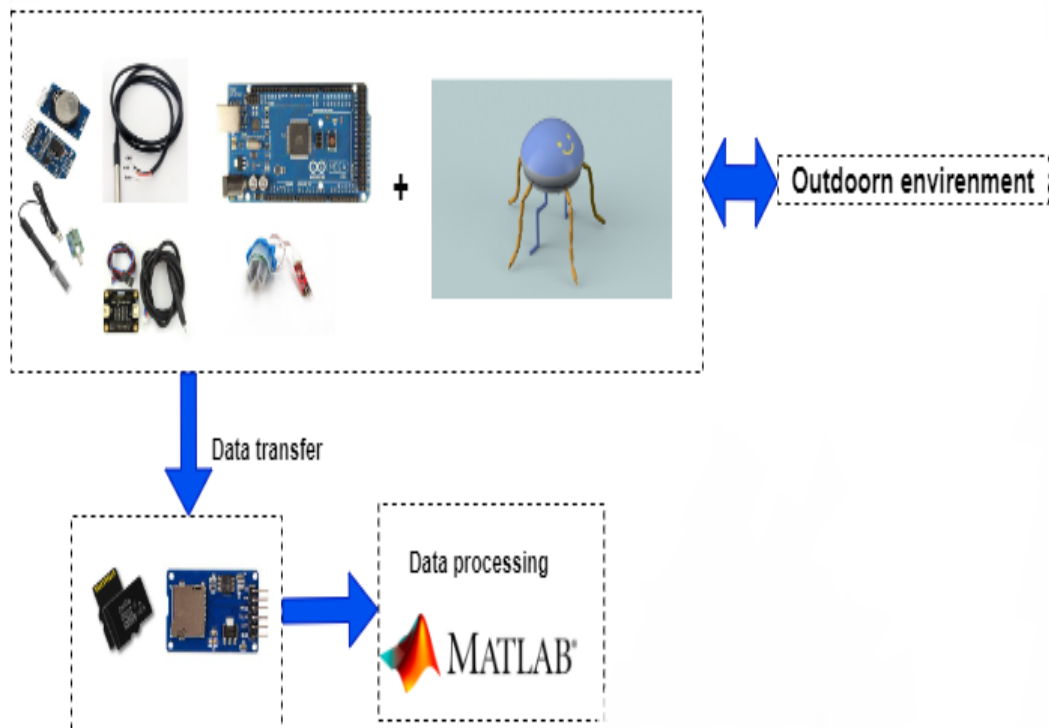 +
Outdoorn envirenment
Data transfer
Data processing
MATLAB®